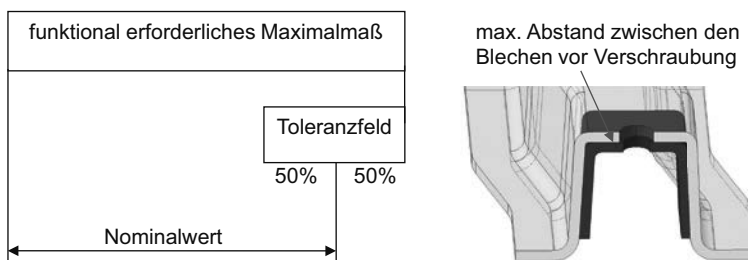 funktional erforderliches Maximalmaß
Toleranzfeld
50% 50%
Nominalwert
max. Abstand zwischen den
Blechen vor Verschraubung